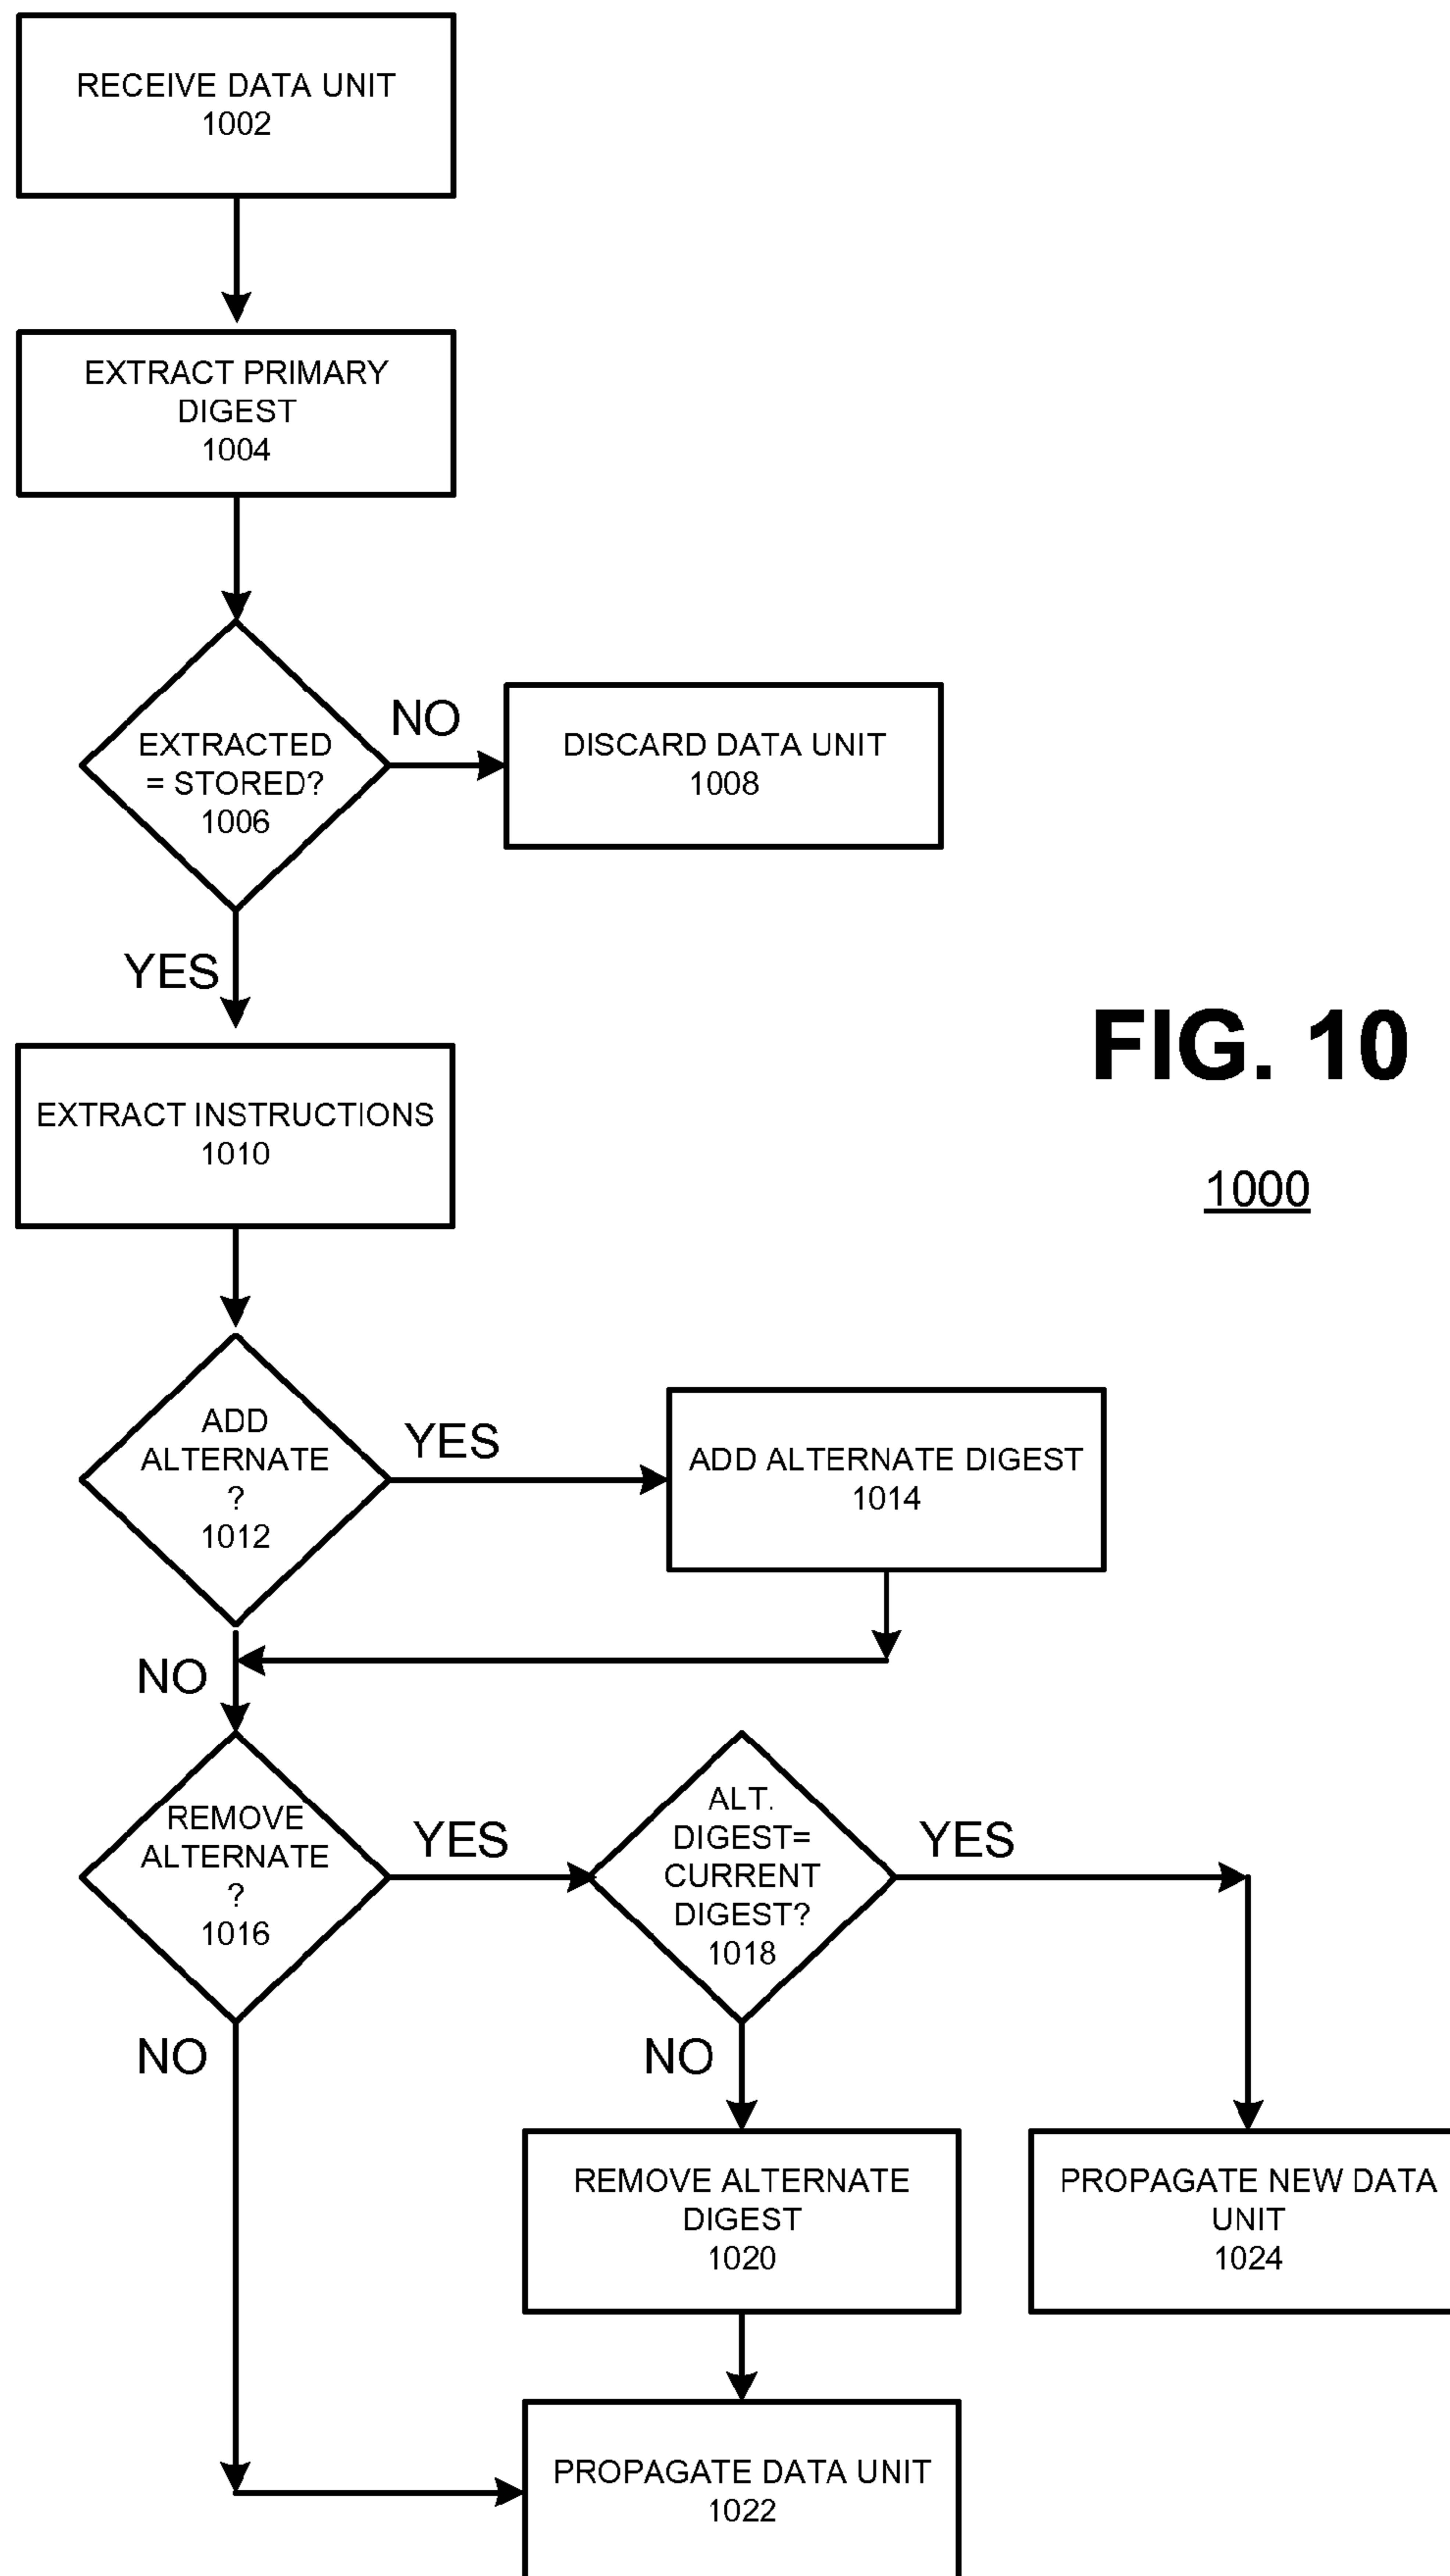 RECEIVE DATA UNIT
1002
EXTRACT PRIMARY
DIGEST
1004
EXTRACTED
= STORED?
1006
NO
DISCARD DATA UNIT
1008
YES
EXTRACT INSTRUCTIONS
1010
FIG. 10
1000
ADD
ALTERNATE
?
1012
YES
ADD ALTERNATE DIGEST
1014
NO
REMOVE
ALTERNATE
?
1016
YES
ALT.
DIGEST=
CURRENT
DIGEST?
1018
YES
NO
NO
REMOVE ALTERNATE
DIGEST
1020
PROPAGATE NEW DATA
UNIT
1024
PROPAGATE DATA UNIT
1022